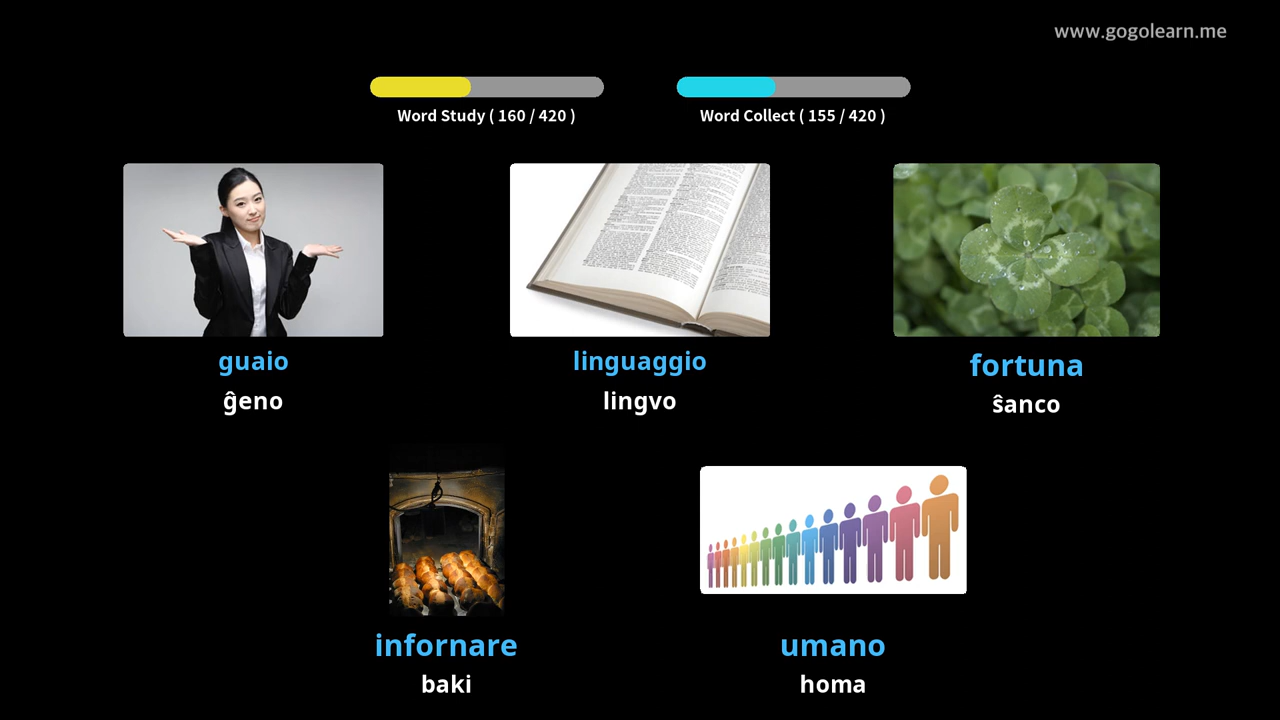 www.gogolearn.me
Word Study ( 160 / 420 )
Word Collect ( 155 / 420 )
guaio
ĝeno
linguaggio
lingvo
fortuna
ŝanco
infornare
baki
umano
homa